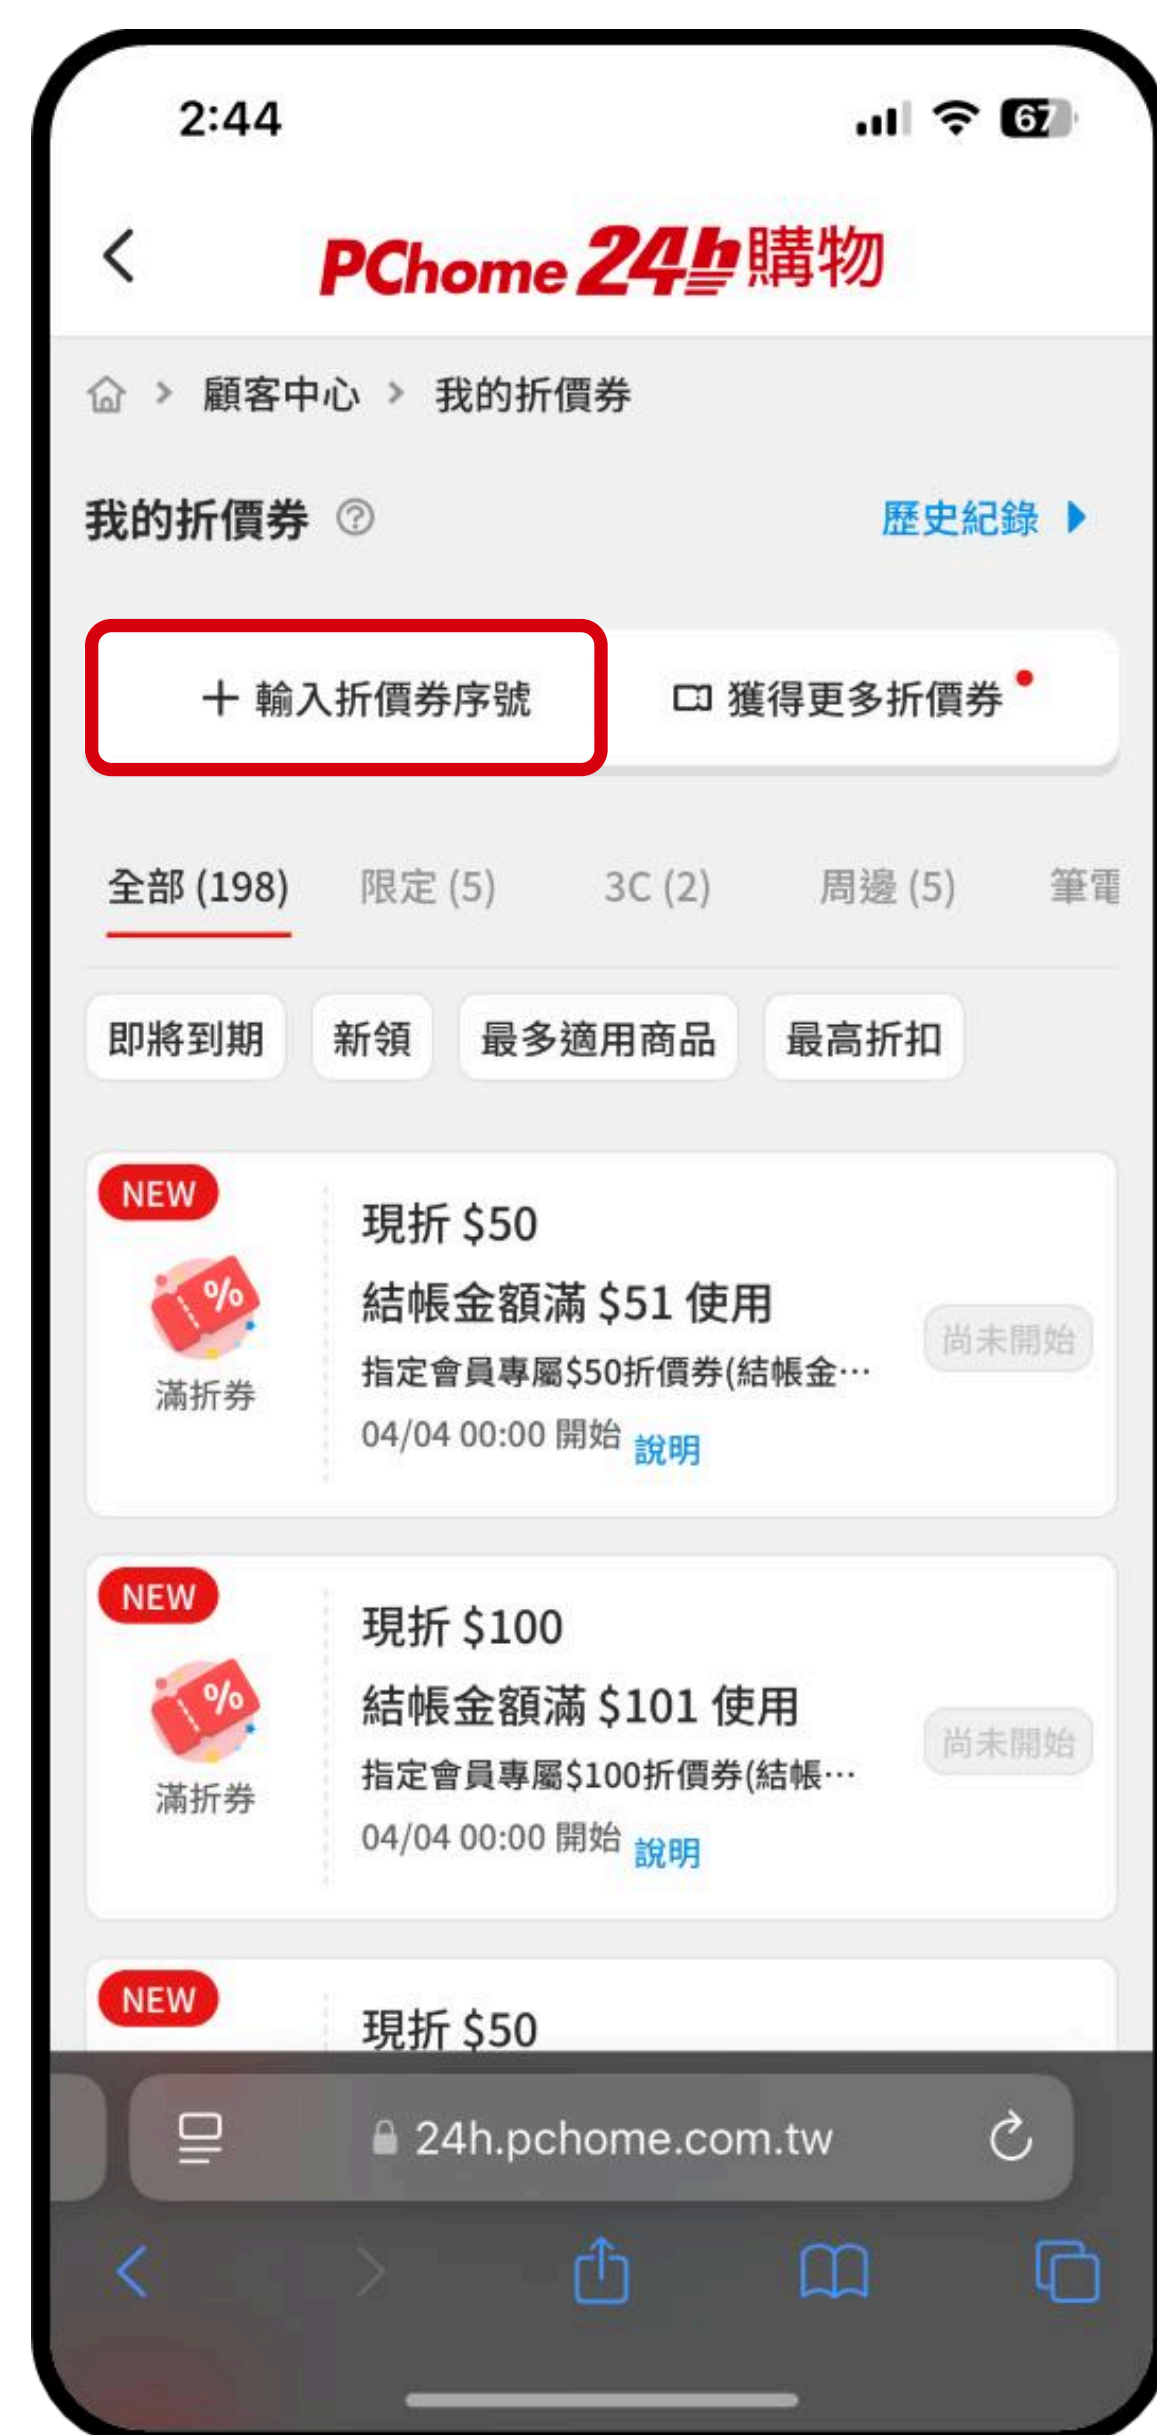 2:44
67
PChome 24h購物
顧客中心 > 我的折價券
我的折價券 ?
歷史紀錄
+ 輸入折價券序號
獲得更多折價券
全部 (198) 限定 (5) 3C (2) 周邊 (5) 筆電
即將到期 新領 最多適用商品 最高折扣
NEW
%
滿折券
現折 $50
結帳金額滿 $51 使用
指定會員專屬$50折價券(結帳金…
04/04 00:00 開始 說明
尚未開始
NEW
%
滿折券
現折 $100
結帳金額滿 $101 使用
指定會員專屬$100折價券(結帳…
04/04 00:00 開始 說明
尚未開始
NEW
現折 $50
24h.pchome.com.tw